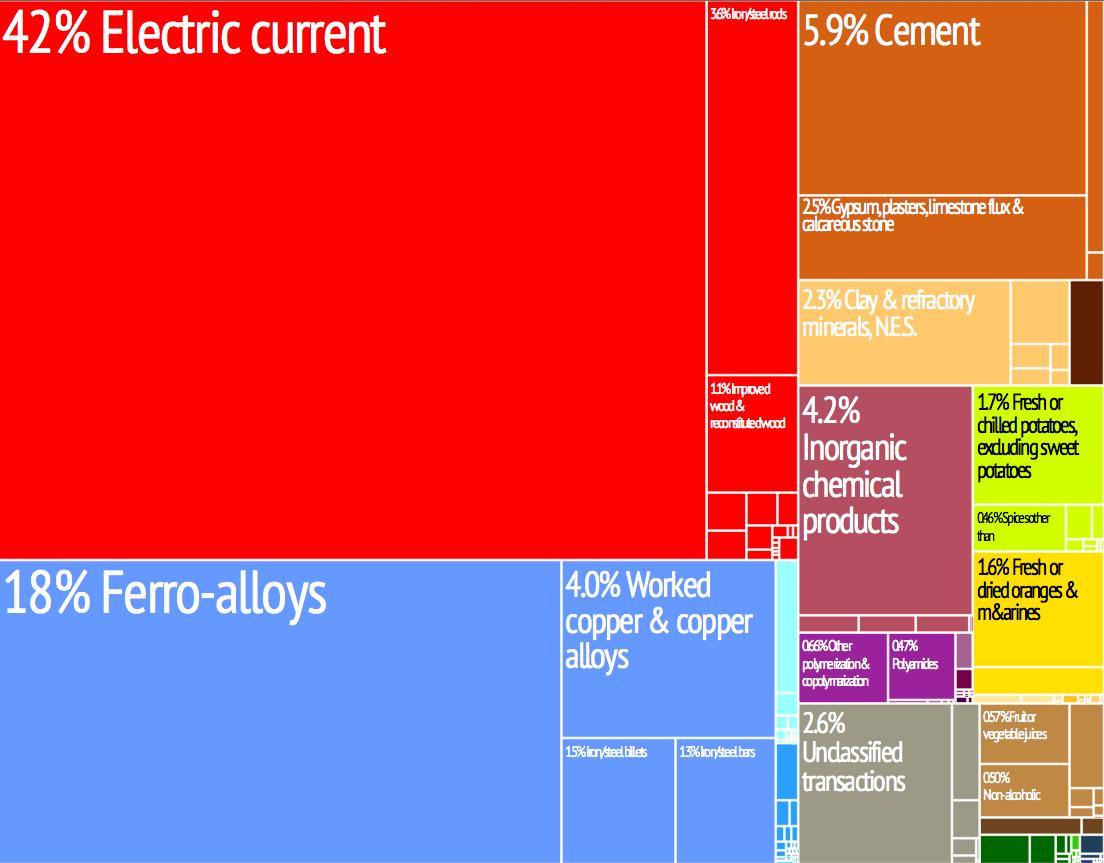 42% Electric current
3.6% Iron/steel rods
1.1% Improved
wood &
reconstituted wood
18% Ferro-alloys
4.0% Worked
copper & copper
alloys
1.5% Iron/steel billets
1.3% Iron/steel bars
5.9% Cement
2.5% Gypsum, plasters, limestone flux &
calcareous stone
2.3% Clay & refractory
minerals, N.E.S.
4.2%
Inorganic
chemical
products
1.7% Fresh or
chilled potatoes,
excluding sweet
potatoes
0.46% Spices other
than
1.6% Fresh or
dried oranges &
m&arines
0.66% Other
polymerization &
copolymerization
0.47%
Polyamides
2.6%
Unclassified
transactions
0.57% Fruit or
vegetable juices
0.50%
Non-alcoholic